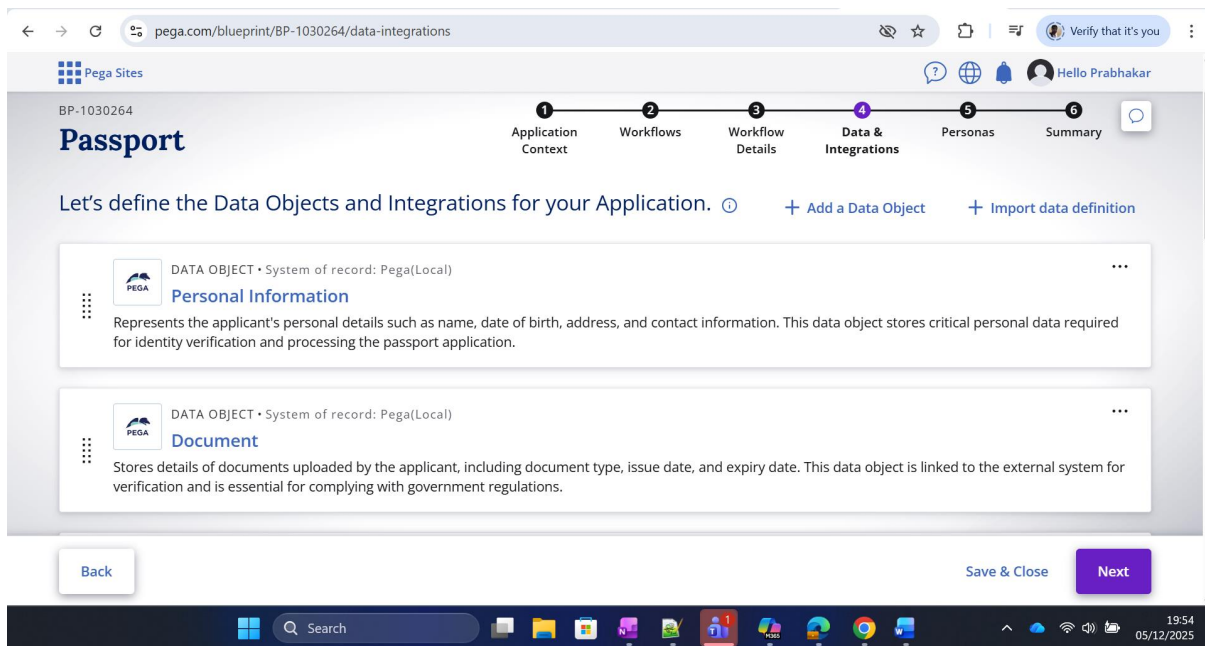 pega.com/blueprint/BP-1030264/data-integrations
Verify that it's you
Pega Sites
Hello Prabhakar
BP-1030264
Passport
1 2 3 4 5 6
Application Context
Workflows
Workflow Details
Data & Integrations
Personas
Summary
Let's define the Data Objects and Integrations for your Application.
+ Add a Data Object
+ Import data definition
PEGA
DATA OBJECT • System of record: Pega(Local)
Personal Information
Represents the applicant's personal details such as name, date of birth, address, and contact information. This data object stores critical personal data required
for identity verification and processing the passport application.
PEGA
DATA OBJECT • System of record: Pega(Local)
Document
Stores details of documents uploaded by the applicant, including document type, issue date, and expiry date. This data object is linked to the external system for
verification and is essential for complying with government regulations.
Back
Save & Close
Next
Search
1
M365
19:54
05/12/2025